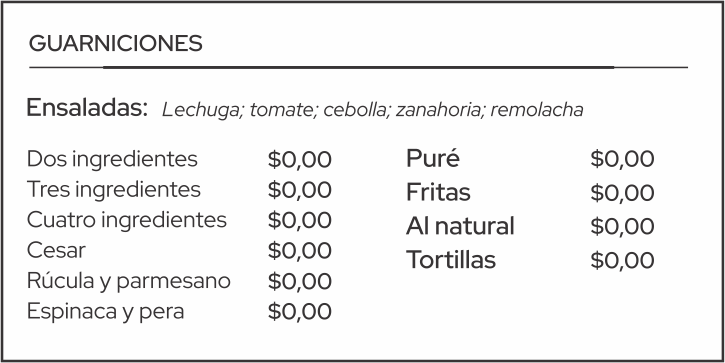 GUARNICIONES
Ensaladas: Lechuga; tomate; cebolla; zanahoria; remolacha
Dos ingredientes $0,00
Tres ingredientes $0,00
Cuatro ingredientes $0,00
Cesar $0,00
Rúcula y parmesano $0,00
Espinaca y pera $0,00
Puré $0,00
Fritas $0,00
Al natural $0,00
Tortillas $0,00